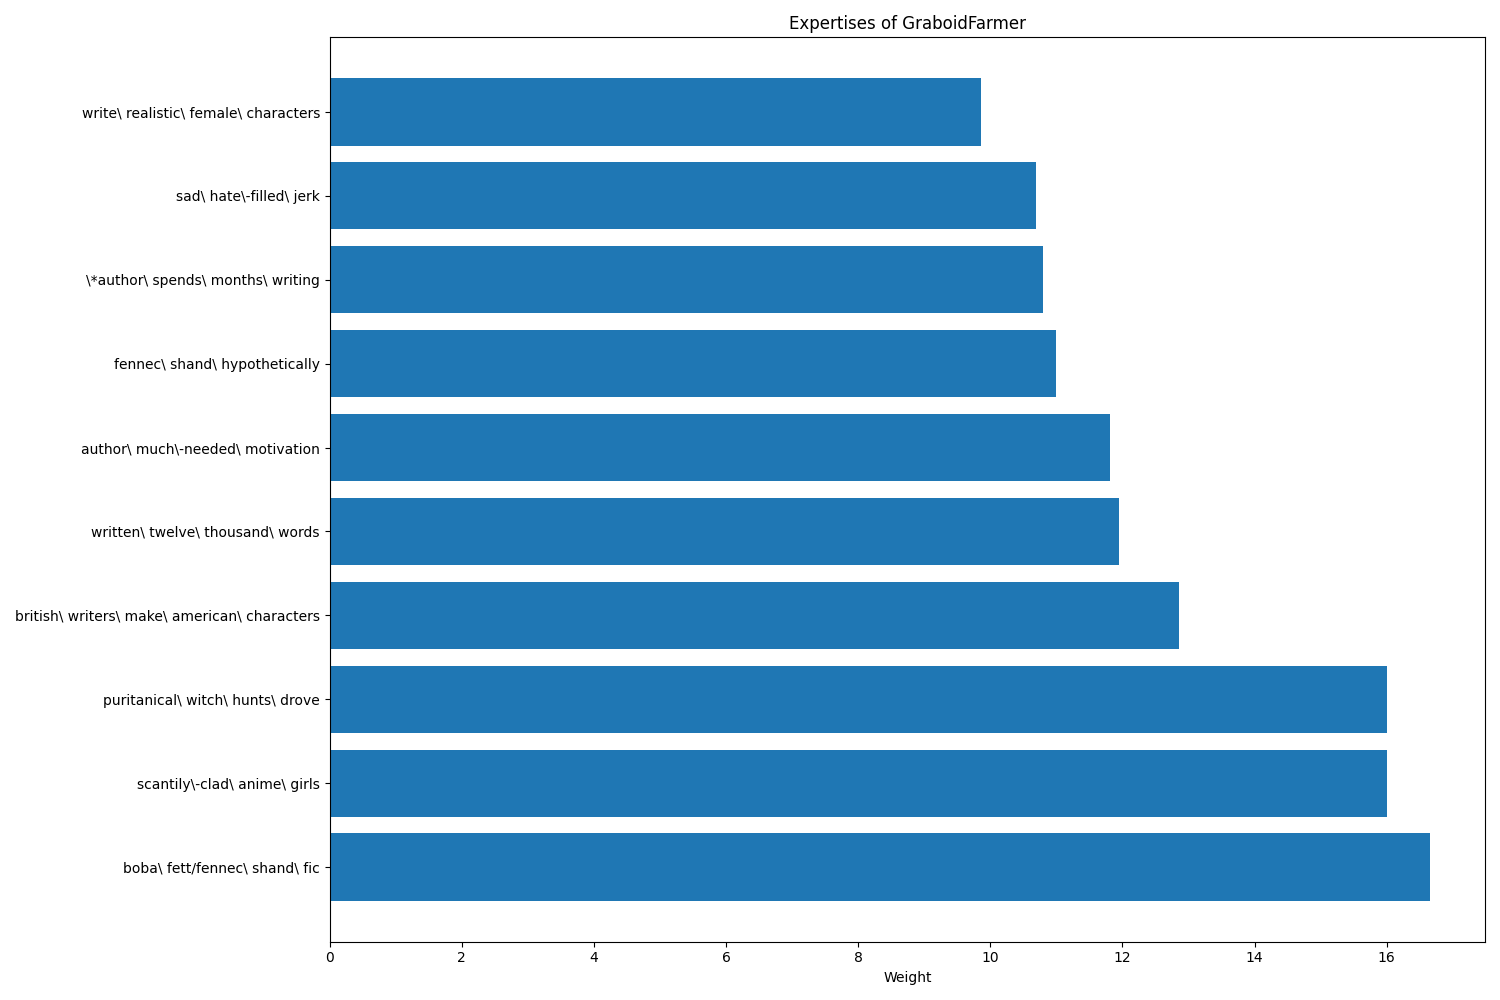 Expertises of GraboidFarmer
write\ realistic\ female\ characters
sad\ hate\-filled\ jerk
\*author\ spends\ months\ writing
fennec\ shand\ hypothetically
author\ much\-needed\ motivation
written\ twelve\ thousand\ words
british\ writers\ make\ american\ characters
puritanical\ witch\ hunts\ drove
scantily\-clad\ anime\ girls
boba\ fett/fennec\ shand\ fic
0 2 4 6 8 10 12 14 16
Weight